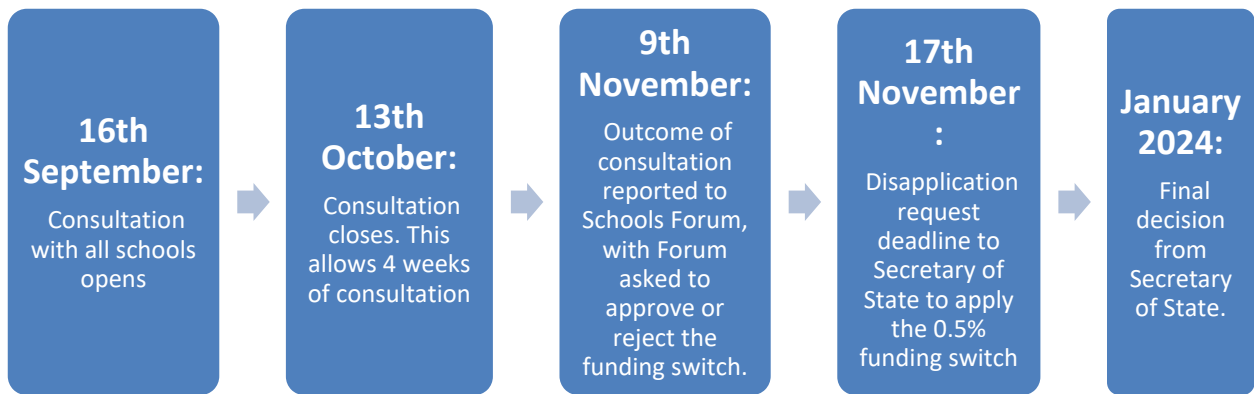 16th
September:
Consultation
with all schools
opens
13th
October:
Consultation
closes. This
allows 4 weeks
of consultation
9th
November:
Outcome of
consultation
reported to
Schools Forum,
with Forum
asked to
approve or
reject the
funding switch.
17th
November
:
Disapplication
request
deadline to
Secretary of
State to apply
the 0.5%
funding switch
January
2024:
Final
decision
from
Secretary
of State.